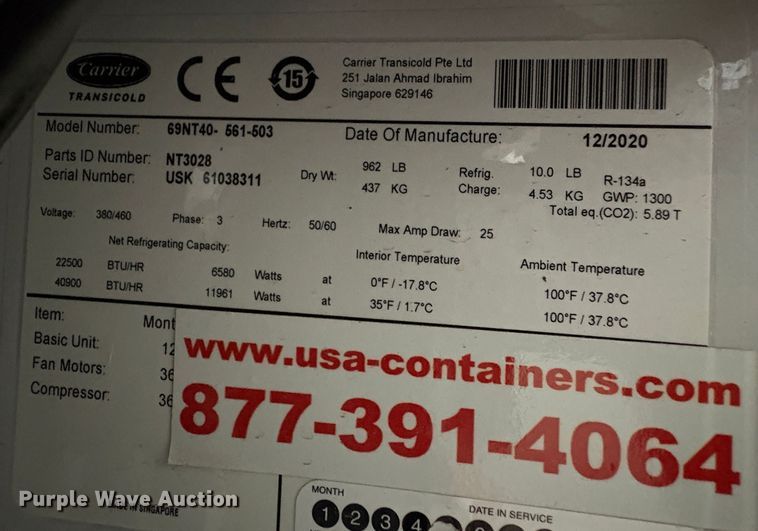 Carrier
TRANSICOLD
CE
15
Carrier Transicold Pte Ltd
251 Jalan Ahmad Ibrahim
Singapore 629146
Model Number: 69NT40- 561-503 Date Of Manufacture: 12/2020
Parts ID Number: NT3028 Dry Wt: 962 LB Refrig. 10.0 LB R-134a
Serial Number: USK 61038311 437 KG Charge: 4.53 KG GWP: 1300
Total eq.(CO2): 5.89 T
Voltage: 380/460 Phase: 3 Hertz: 50/60 Max Amp Draw: 25
Net Refrigerating Capacity: Interior Temperature Ambient Temperature
22500 BTU/HR 6580 Watts at 0°F / -17.8°C 100°F / 37.8°C
40900 BTU/HR 11961 Watts at 35°F / 1.7°C 100°F / 37.8°C
Item: Mont
Basic Unit: 12
Fan Motors: 36
Compressor: 36
www.usa-containers.com
877-391-4064
Purple Wave Auction
MADE IN SINGAPORE
MONTH DATE IN SERVICE
1 2 3 4